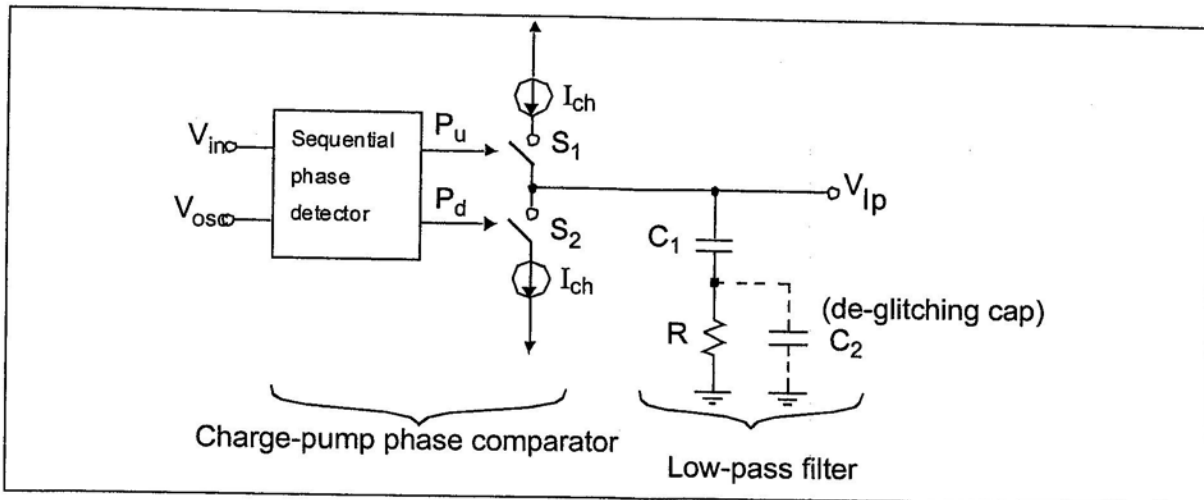 I_ch
V_in
Sequential
phase
detector
P_u
S_1
V_osc
P_d
S_2
I_ch
V_lp
C_1
R
(de-glitching cap)
C_2
Charge-pump phase comparator
Low-pass filter